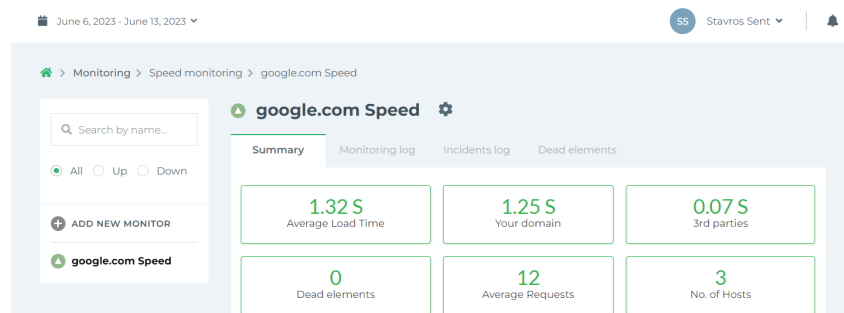 June 6, 2023 - June 13, 2023
SS Stavros Sent
Monitoring > Speed monitoring > google.com Speed
Search by name...
All Up Down
ADD NEW MONITOR
google.com Speed
google.com Speed
Summary Monitoring log Incidents log Dead elements
1.32 S
Average Load Time
1.25 S
Your domain
0.07 S
3rd parties
0
Dead elements
12
Average Requests
3
No. of Hosts